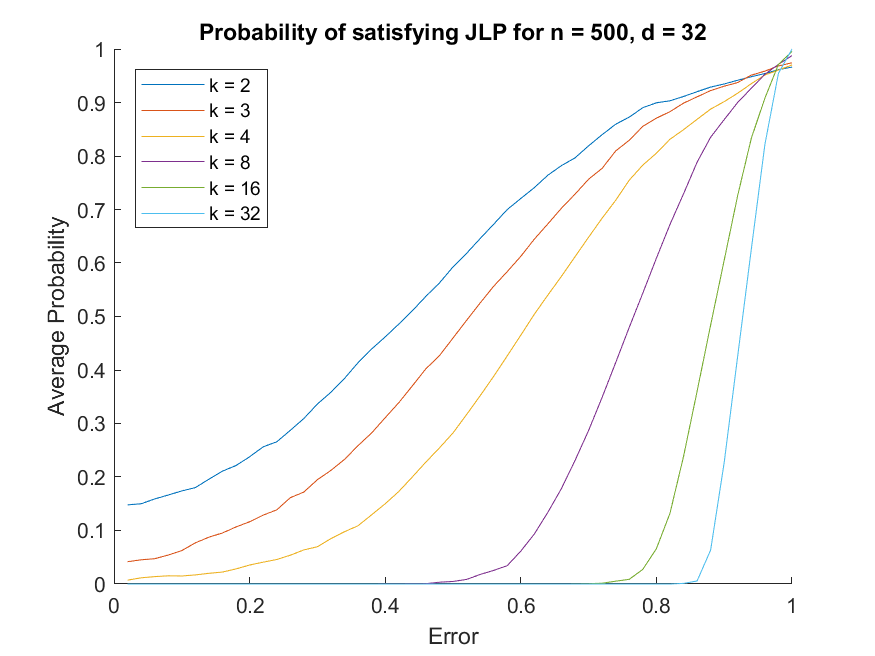 Probability of satisfying JLP for n = 500, d = 32
1
0.9
0.8
0.7
0.6
0.5
0.4
0.3
0.2
0.1
0
Average Probability
k = 2
k = 3
k = 4
k = 8
k = 16
k = 32
0 0.2 0.4 0.6 0.8 1
Error